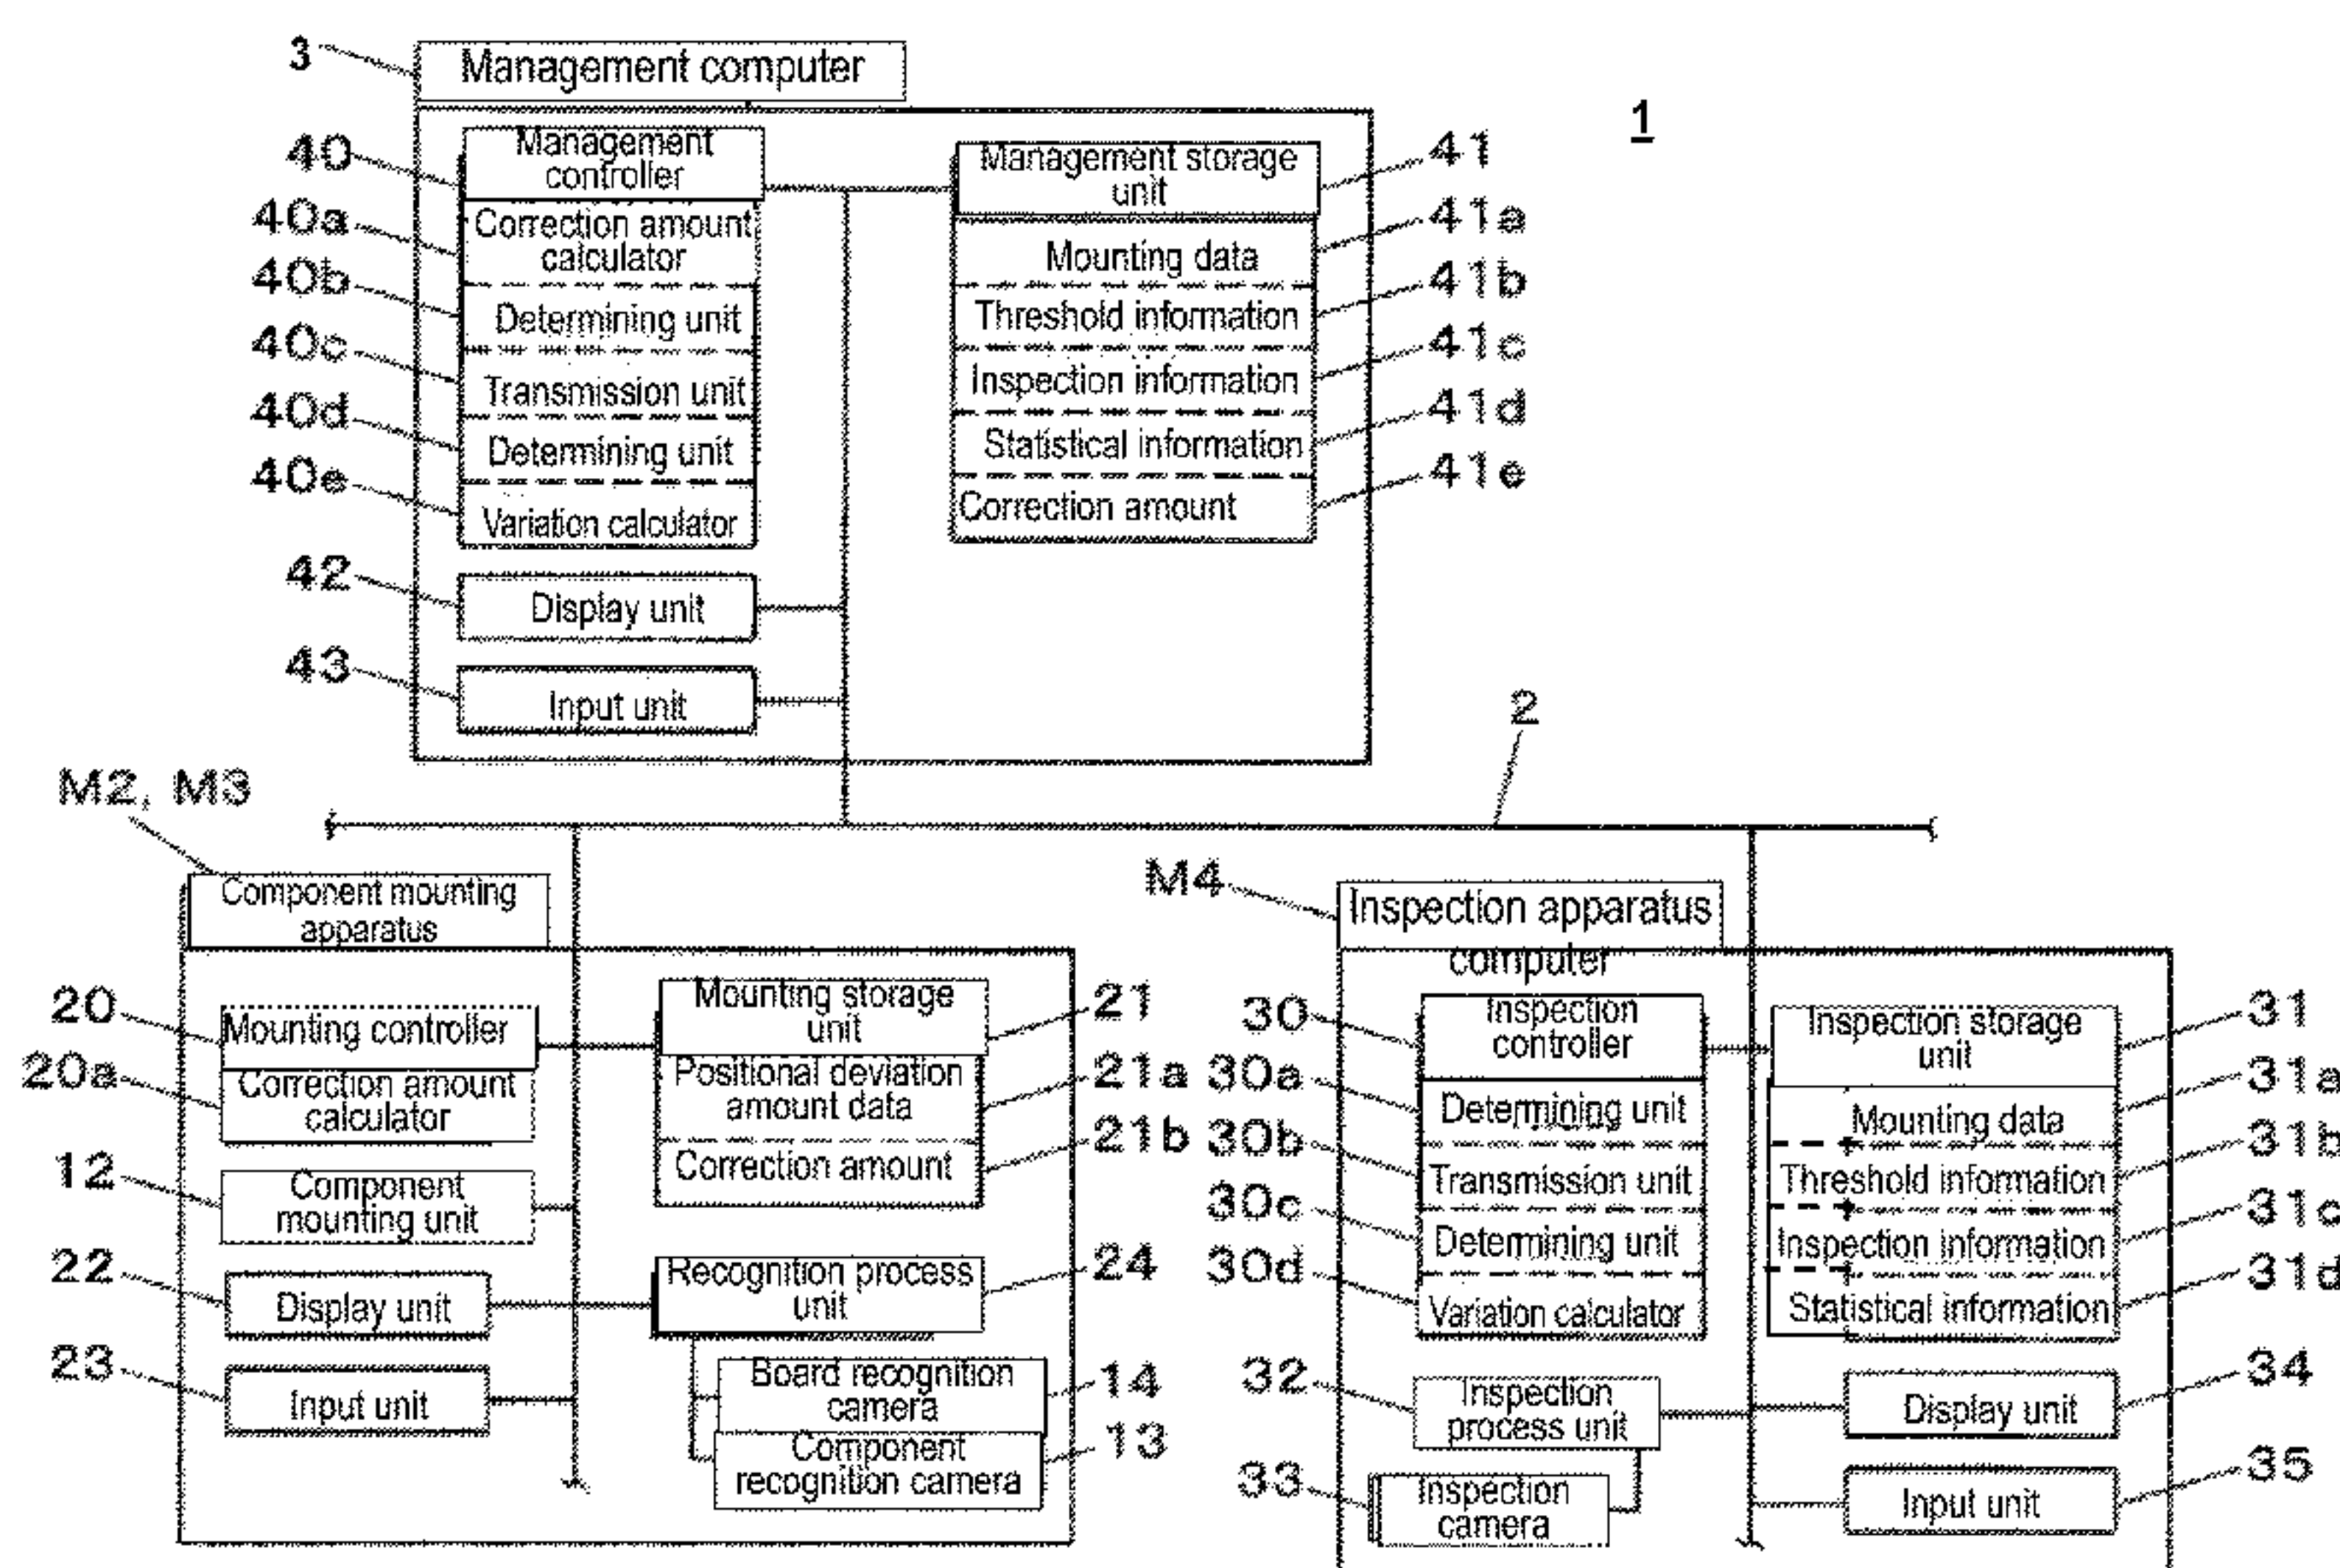 3
Management computer
1
40
Management
controller
40a
Correction amount
calculator
40b
Determining unit
40c
Transmission unit
40d
Determining unit
40e
Variation calculator
42
Display unit
43
Input unit
Management storage
unit
41
Mounting data
41a
Threshold information
41b
Inspection information
41c
Statistical information
41d
Correction amount
41e
2
M2, M3
Component mounting
apparatus
20
Mounting controller
20a
Correction amount
calculator
12
Component
mounting unit
22
Display unit
23
Input unit
Mounting storage
unit
21
Positional deviation
amount data
21a
Correction amount
21b
Recognition process
unit
24
Board recognition
camera
14
Component
recognition camera
13
M4
Inspection apparatus
computer
30
Inspection
controller
30a
Determining unit
30b
Transmission unit
30c
Determining unit
30d
Variation calculator
32
Inspection
process unit
33
Inspection
camera
Inspection storage
unit
31
Mounting data
31a
Threshold information
31b
Inspection information
31c
Statistical information
31d
Display unit
34
Input unit
35